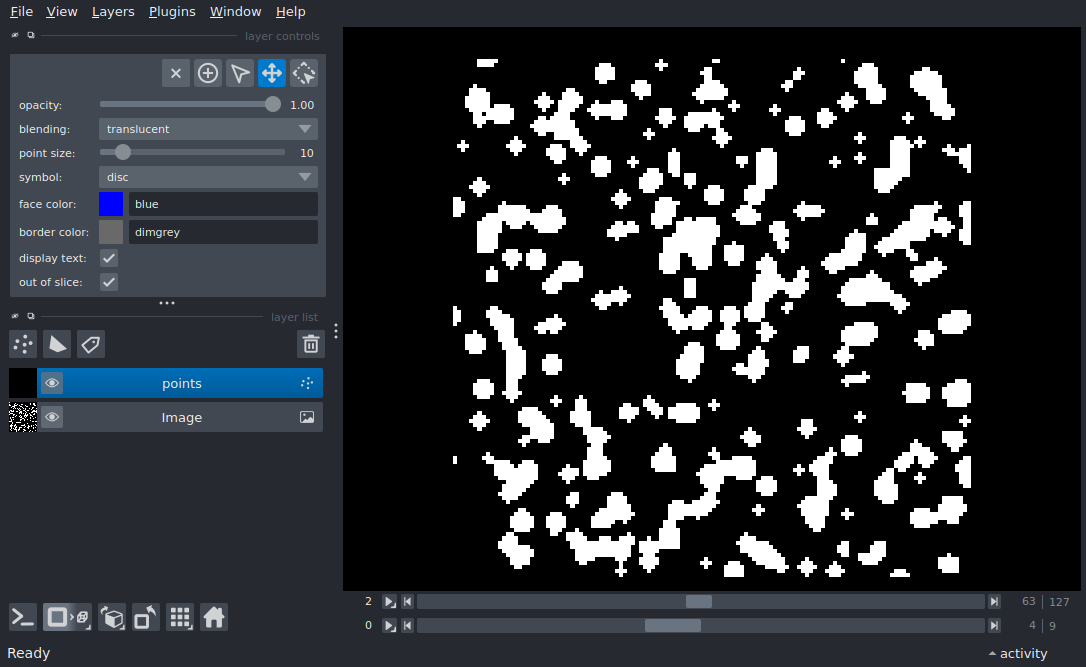 File View Layers Plugins Window Help
layer controls
opacity: 1.00
blending: translucent
point size: 10
symbol: disc
face color: blue
border color: dimgrey
display text:
out of slice:
layer list
points
Image
2 63 | 127
0 4 | 9
Ready activity